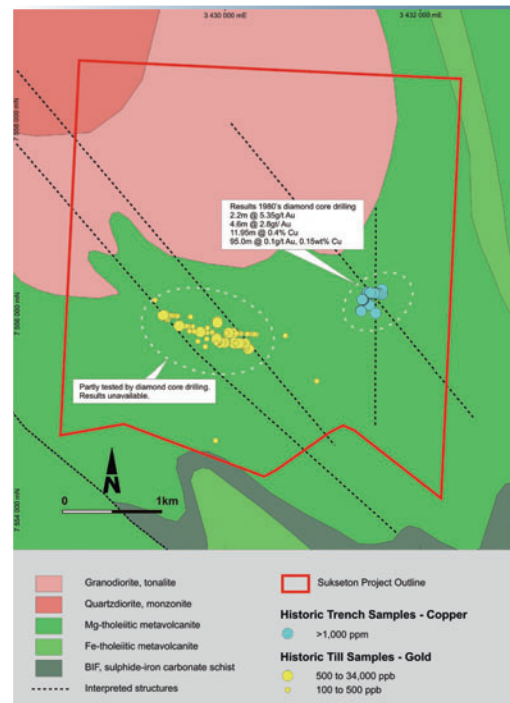 3 430 000 mE
3 432 000 mE
7 558 000 mN
Results 1980's diamond core drilling
2.2m @ 5.35g/t Au
4.6m @ 2.8gt/ Au
11.95m @ 0.4% Cu
95.0m @ 0.1g/t Au, 0.15wt% Cu
7 556 000 mN
Partly tested by diamond core drilling.
Results unavailable.
N
0 1km
7 554 000 mN
Granodiorite, tonalite
Quartzdiorite, monzonite
Mg-tholeiitic metavolcanite
Fe-tholeiitic metavolcanite
BIF, sulphide-iron carbonate schist
Interpreted structures
Sukseton Project Outline
Historic Trench Samples - Copper
>1,000 ppm
Historic Till Samples - Gold
500 to 34,000 ppb
100 to 500 ppb